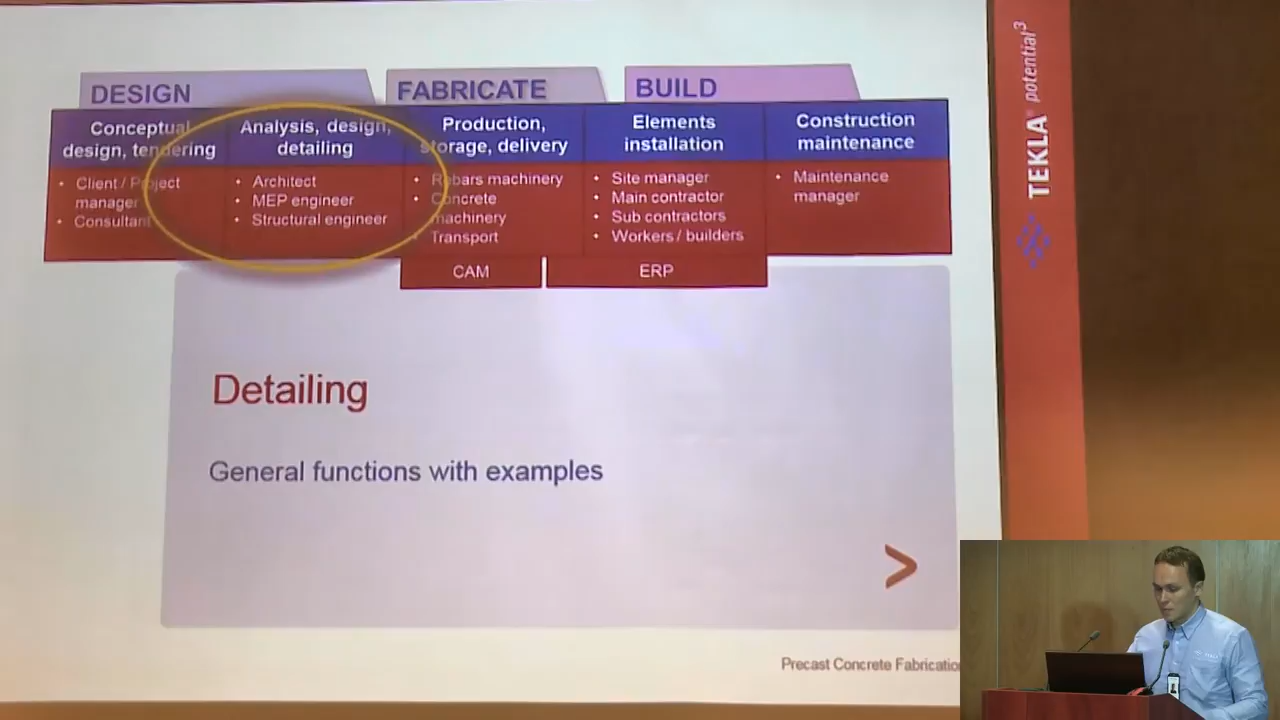 DESIGN
FABRICATE
BUILD
Conceptual
design, tendering
Analysis, design,
detailing
Production,
storage, delivery
Elements
installation
Construction
maintenance
• Client / Project
manager
• Consultant
• Architect
• MEP engineer
• Structural engineer
• Rebars machinery
• Concrete
machinery
Transport
• Site manager
• Main contractor
• Sub contractors
• Workers / builders
• Maintenance
manager
CAM
ERP
Detailing
General functions with examples
>
Precast Concrete Fabricatio
TEKLA® potential³